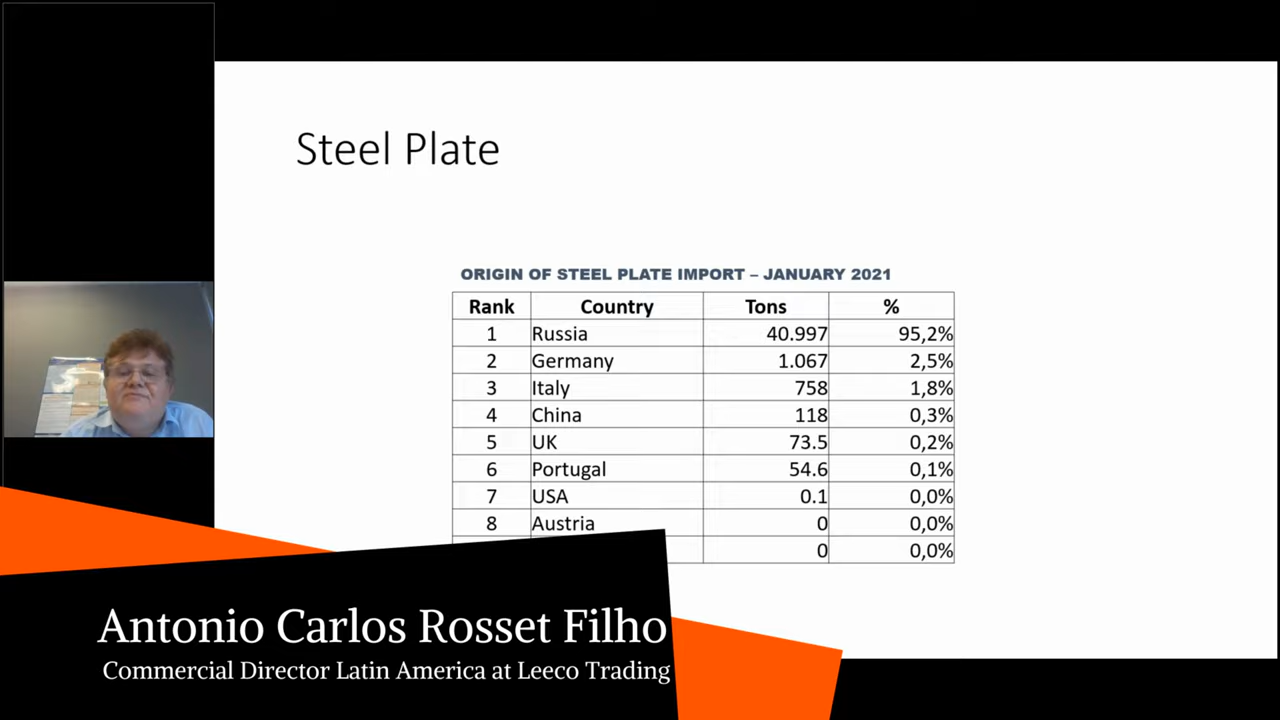 Steel Plate
ORIGIN OF STEEL PLATE IMPORT – JANUARY 2021
Rank Country Tons %
1 Russia 40.997 95,2%
2 Germany 1.067 2,5%
3 Italy 758 1,8%
4 China 118 0,3%
5 UK 73.5 0,2%
6 Portugal 54.6 0,1%
7 USA 0.1 0,0%
8 Austria 0 0,0%
0 0,0%
Antonio Carlos Rosset Filho
Commercial Director Latin America at Leeco Trading